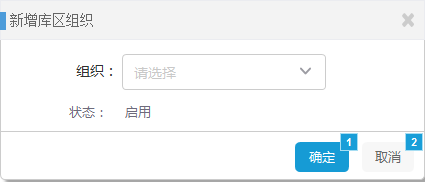 新增库区组织
组织： 请选择
状态： 启用
确定 1 取消 2